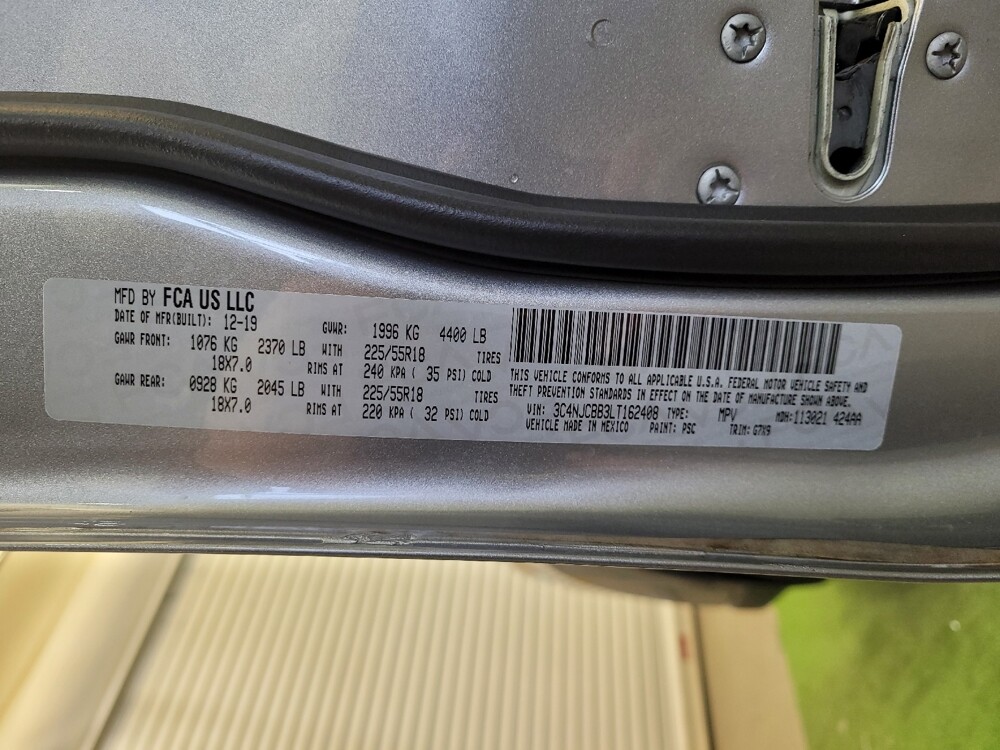 MFD BY FCA US LLC
DATE OF MFR(BUILT): 12-19 GVWR: 1996 KG 4400 LB
GAWR FRONT: 1076 KG 2370 LB WITH 225/55R18 TIRES
18X7.0 RIMS AT 240 KPA ( 35 PSI) COLD
GAWR REAR: 0928 KG 2045 LB WITH 225/55R18 TIRES
18X7.0 RIMS AT 220 KPA ( 32 PSI) COLD
THIS VEHICLE CONFORMS TO ALL APPLICABLE U.S.A. FEDERAL MOTOR VEHICLE SAFETY AND
THEFT PREVENTION STANDARDS IN EFFECT ON THE DATE OF MANUFACTURE SHOWN ABOVE.
VIN: 3C4NJCBB3LT162408 TYPE: MPV MDH:113021 424AA
VEHICLE MADE IN MEXICO PAINT: PSC TRIM: G7X9